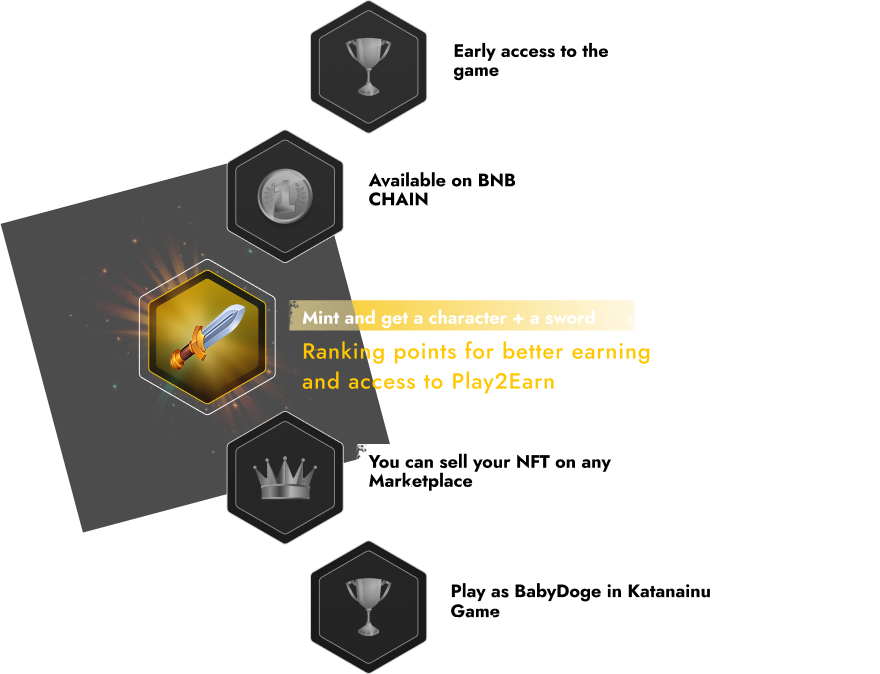 Early access to the
game
Available on BNB
CHAIN
Mint and get a character + a sword
Ranking points for better earning
and access to Play2Earn
You can sell your NFT on any
Marketplace
Play as BabyDoge in Katanainu
Game